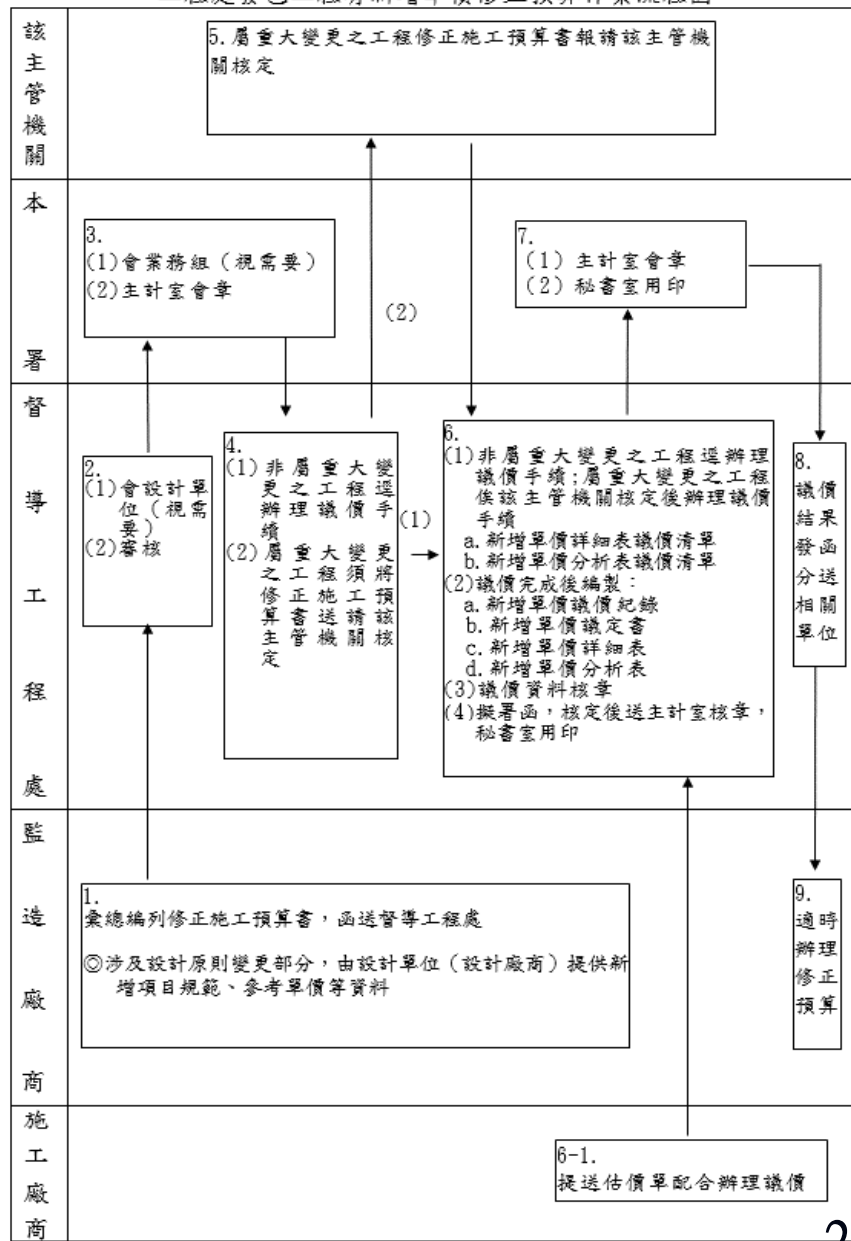 該主管機關
5.屬重大變更之工程修正施工預算書報請該主管機
關核定
本署
3.
(1)會業務組（視需要）
(2)主計室會章
(2)
7.
(1) 主計室會章
(2) 秘書室用印
督導工程處
2.
(1)會設計單
位（視需
要）
(2)審核
4.
(1)非屬重大變
更之工程逕
辦理議價手
續
(2)屬重大變更
之工程須將
修正施工預
算書送請該
主管機關核
定
(1)
6.
(1)非屬重大變更之工程逕辦理
議價手續;屬重大變更之工程
俟該主管機關核定後辦理議價
手續
a.新增單價詳細表議價清單
b.新增單價分析表議價清單
(2)議價完成後編製：
a.新增單價議價紀錄
b.新增單價議定書
c.新增單價詳細表
d.新增單價分析表
(3)議價資料核章
(4)擬署函，核定後送主計室核章，
秘書室用印
8.
議價
結果
發函
分送
相關
單位
監造廠商
1.
彙總編列修正施工預算書，函送督導工程處
◎涉及設計原則變更部分，由設計單位（設計廠商）提供新
增項目規範、參考單價等資料
9.
適時
辦理
修正
預算
施工廠商
6-1.
提送估價單配合辦理議價